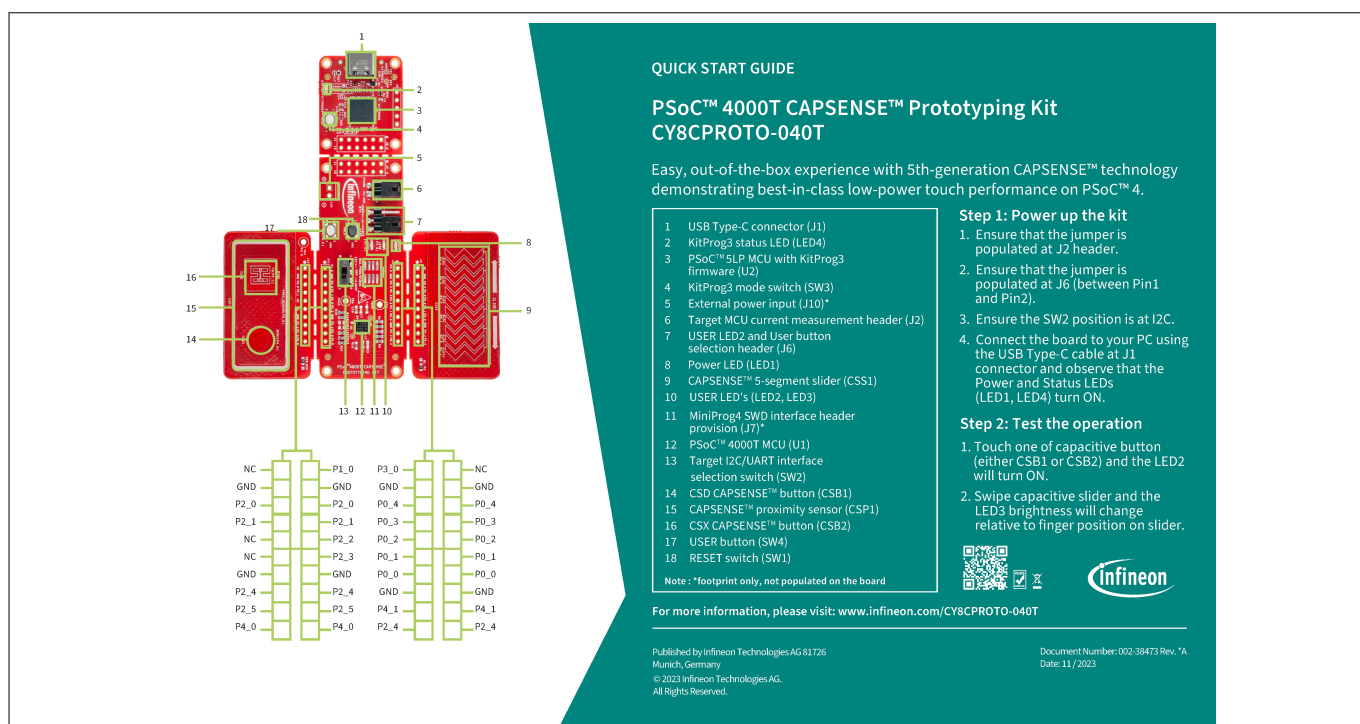 1
2
3
4
5
6
7
8
9
10
11
12
13
14
15
16
17
18
infineon
PSoC™ 4000T CAPSENSE™
PROTOTYPING KIT
NC P1_0 P3_0 NC
GND GND GND GND
P2_0 P2_0 P0_4 P0_4
P2_1 P2_1 P0_3 P0_3
NC P2_2 P0_2 P0_2
NC P2_3 P0_1 P0_1
GND GND P0_0 P0_0
P2_4 P2_4 GND GND
P2_5 P2_5 P4_1 P4_1
P4_0 P4_0 P2_4 P2_4
QUICK START GUIDE
PSoC™ 4000T CAPSENSE™ Prototyping Kit
CY8CPROTO-040T
Easy, out-of-the-box experience with 5th-generation CAPSENSE™ technology
demonstrating best-in-class low-power touch performance on PSoC™ 4.
1 USB Type-C connector (J1)
2 KitProg3 status LED (LED4)
3 PSoC™ 5LP MCU with KitProg3
firmware (U2)
4 KitProg3 mode switch (SW3)
5 External power input (J10)*
6 Target MCU current measurement header (J2)
7 USER LED2 and User button
selection header (J6)
8 Power LED (LED1)
9 CAPSENSE™ 5-segment slider (CSS1)
10 USER LED's (LED2, LED3)
11 MiniProg4 SWD interface header
provision (J7)*
12 PSoC™ 4000T MCU (U1)
13 Target I2C/UART interface
selection switch (SW2)
14 CSD CAPSENSE™ button (CSB1)
15 CAPSENSE™ proximity sensor (CSP1)
16 CSX CAPSENSE™ button (CSB2)
17 USER button (SW4)
18 RESET switch (SW1)
Note : *footprint only, not populated on the board
Step 1: Power up the kit
1. Ensure that the jumper is
populated at J2 header.
2. Ensure that the jumper is
populated at J6 (between Pin1
and Pin2).
3. Ensure the SW2 position is at I2C.
4. Connect the board to your PC using
the USB Type-C cable at J1
connector and observe that the
Power and Status LEDs
(LED1, LED4) turn ON.
Step 2: Test the operation
1. Touch one of capacitive button
(either CSB1 or CSB2) and the LED2
will turn ON.
2. Swipe capacitive slider and the
LED3 brightness will change
relative to finger position on slider.
infineon
For more information, please visit: www.infineon.com/CY8CPROTO-040T
Published by Infineon Technologies AG 81726
Munich, Germany
© 2023 Infineon Technologies AG.
All Rights Reserved.
Document Number: 002-38473 Rev. *A
Date: 11 / 2023